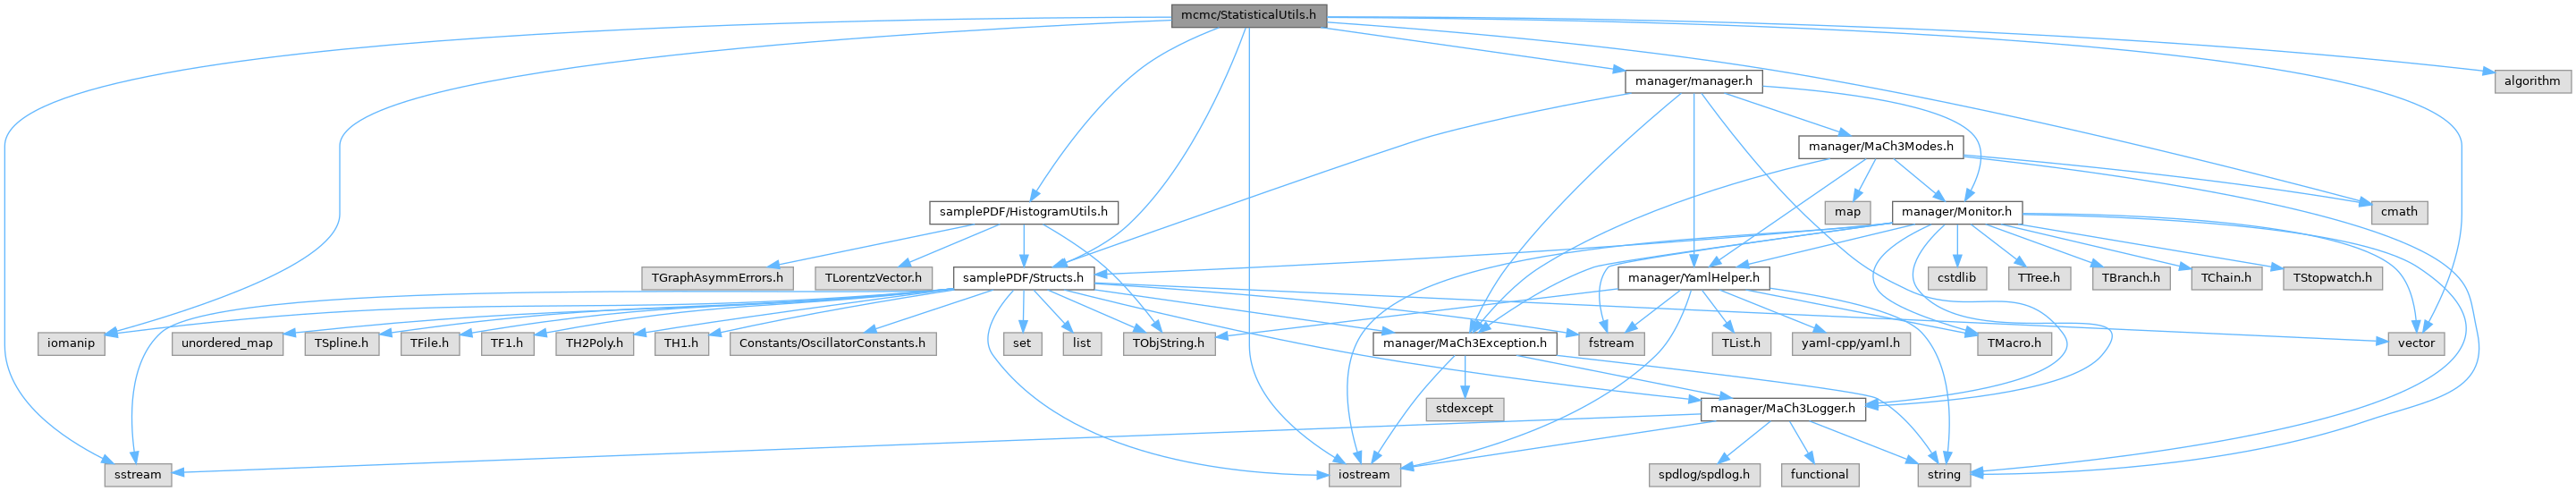 mcmc/StatisticalUtils.h
manager/manager.h
algorithm
manager/MaCh3Modes.h
samplePDF/HistogramUtils.h
map
manager/Monitor.h
cmath
TGraphAsymmErrors.h
TLorentzVector.h
samplePDF/Structs.h
manager/YamlHelper.h
cstdlib
TTree.h
TBranch.h
TChain.h
TStopwatch.h
iomanip
unordered_map
TSpline.h
TFile.h
TF1.h
TH2Poly.h
TH1.h
Constants/OscillatorConstants.h
set
list
TObjString.h
manager/MaCh3Exception.h
fstream
TList.h
yaml-cpp/yaml.h
TMacro.h
vector
stdexcept
manager/MaCh3Logger.h
sstream
iostream
spdlog/spdlog.h
functional
string